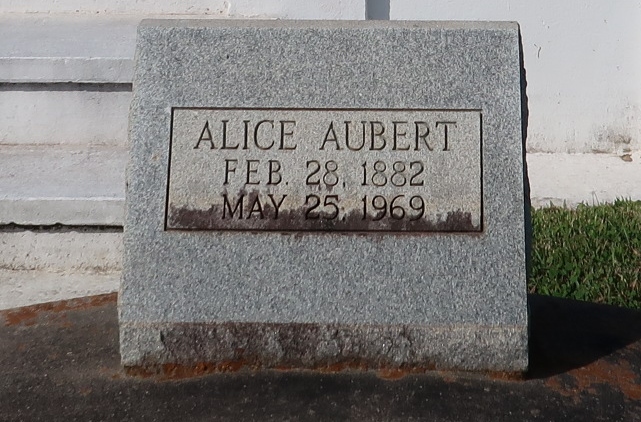 ALICE AUBERT
FEB. 28, 1882
MAY 25, 1969